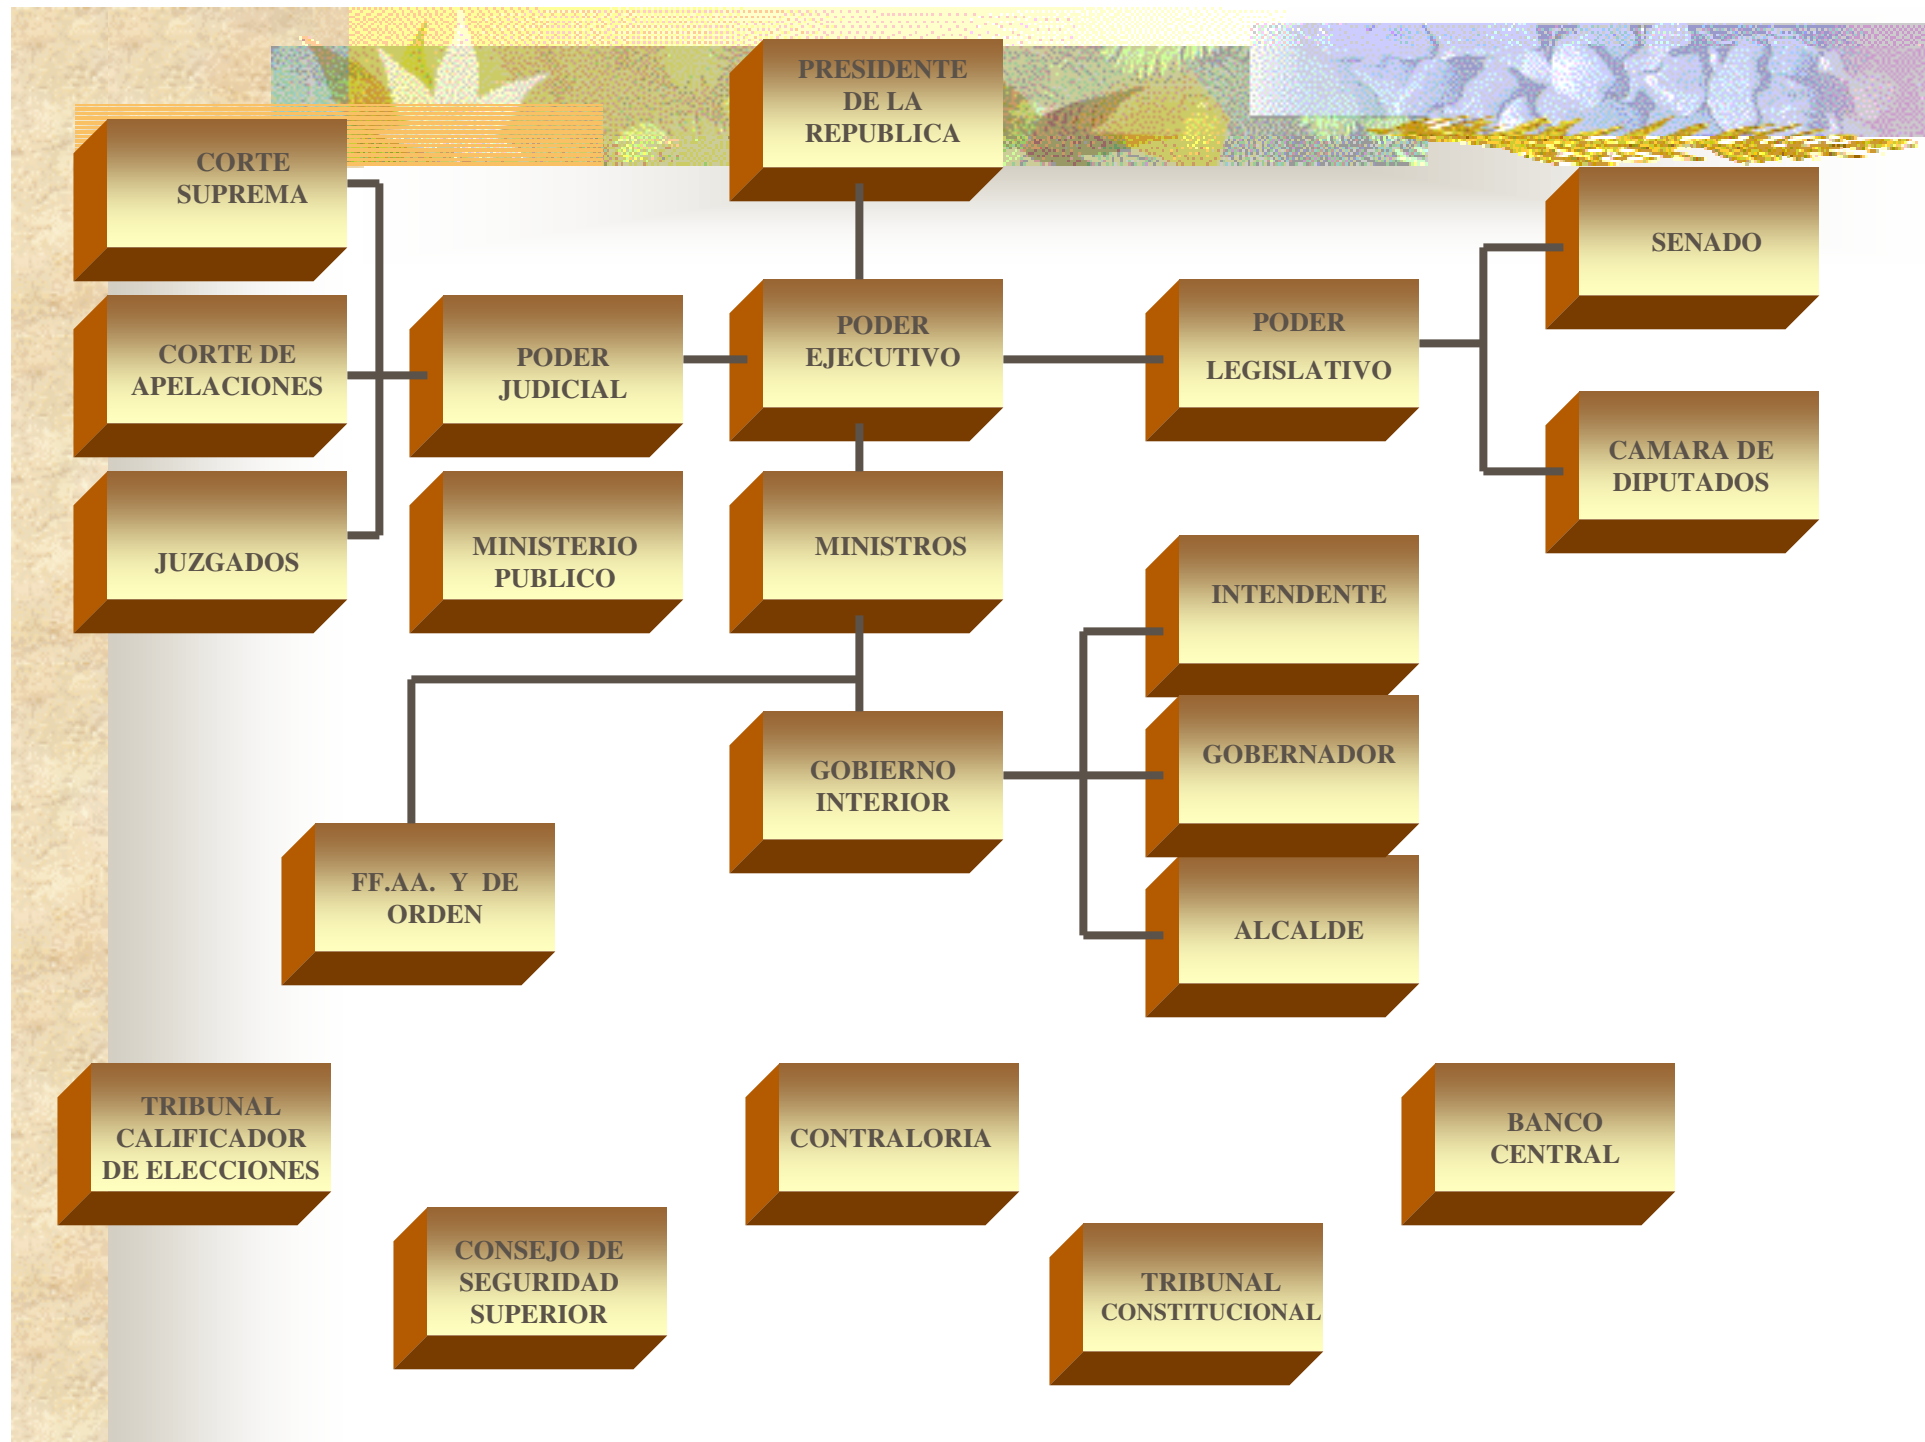 PRESIDENTE
DE LA
REPUBLICA
CORTE
SUPREMA
SENADO
CORTE DE
APELACIONES
PODER
JUDICIAL
PODER
EJECUTIVO
PODER
LEGISLATIVO
CAMARA DE
DIPUTADOS
JUZGADOS
MINISTERIO
PUBLICO
MINISTROS
INTENDENTE
GOBIERNO
INTERIOR
GOBERNADOR
FF.AA. Y DE
ORDEN
ALCALDE
TRIBUNAL
CALIFICADOR
DE ELECCIONES
CONTRALORIA
BANCO
CENTRAL
CONSEJO DE
SEGURIDAD
SUPERIOR
TRIBUNAL
CONSTITUCIONAL